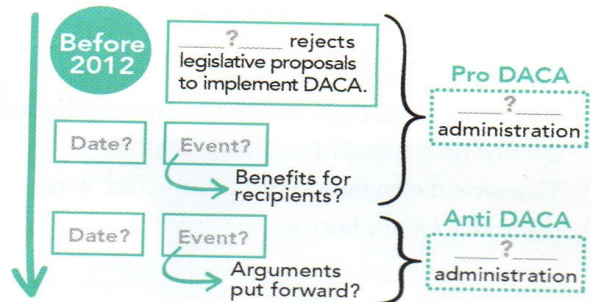 Before
2012
____?____ rejects
legislative proposals
to implement DACA.
Pro DACA
____?____
administration
Date?
Event?
Benefits for
recipients?
Date?
Event?
Arguments
put forward?
Anti DACA
____?____
administration